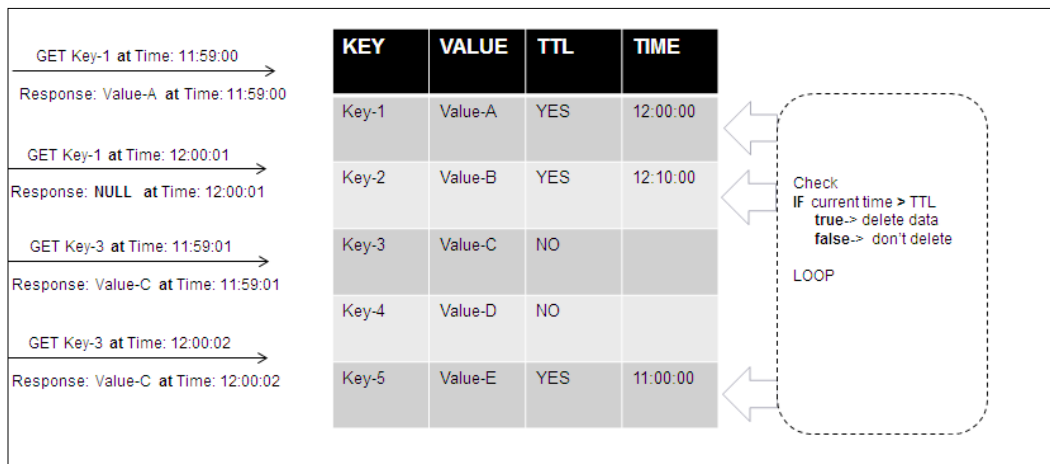 GET Key-1 at Time: 11:59:00
Response: Value-A at Time: 11:59:00
GET Key-1 at Time: 12:00:01
Response: NULL at Time: 12:00:01
GET Key-3 at Time: 11:59:01
Response: Value-C at Time: 11:59:01
GET Key-3 at Time: 12:00:02
Response: Value-C at Time: 12:00:02
KEY VALUE TTL TIME
Key-1 Value-A YES 12:00:00
Key-2 Value-B YES 12:10:00
Key-3 Value-C NO
Key-4 Value-D NO
Key-5 Value-E YES 11:00:00
Check
IF current time > TTL
true-> delete data
false-> don't delete
LOOP